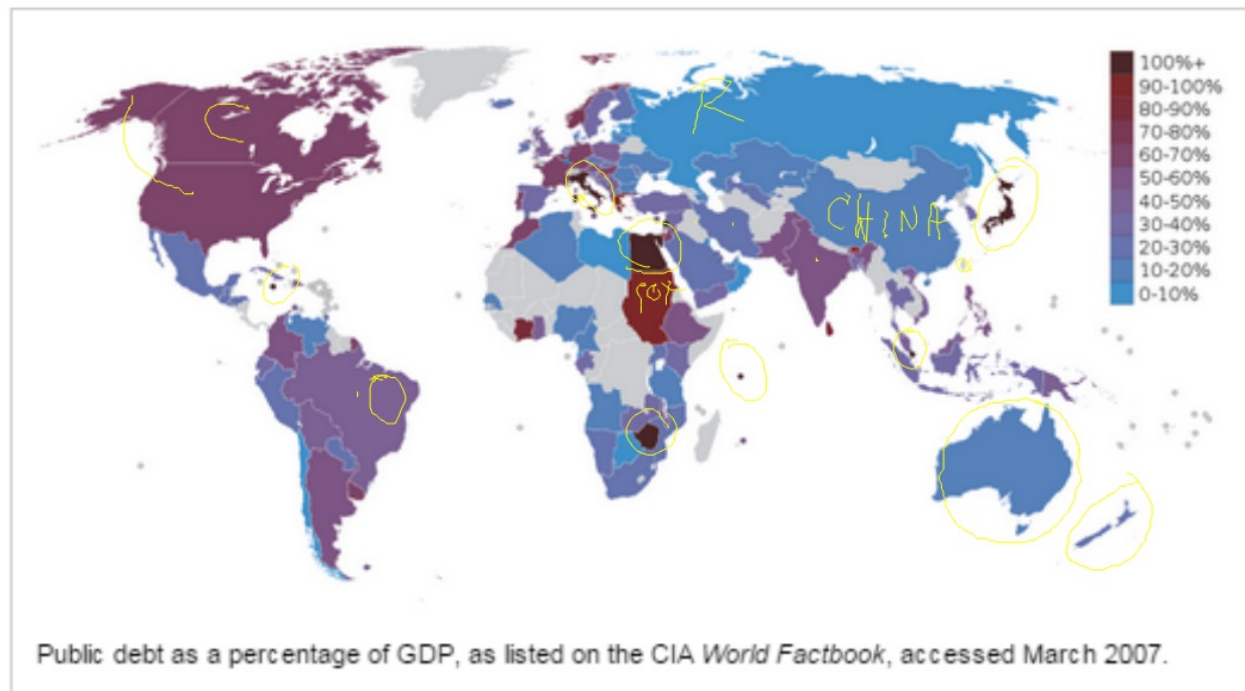 100%+
90-100%
80-90%
70-80%
60-70%
50-60%
40-50%
30-40%
20-30%
10-20%
0-10%
C
R
CHINA
Public debt as a percentage of GDP, as listed on the CIA World Factbook, accessed March 2007.